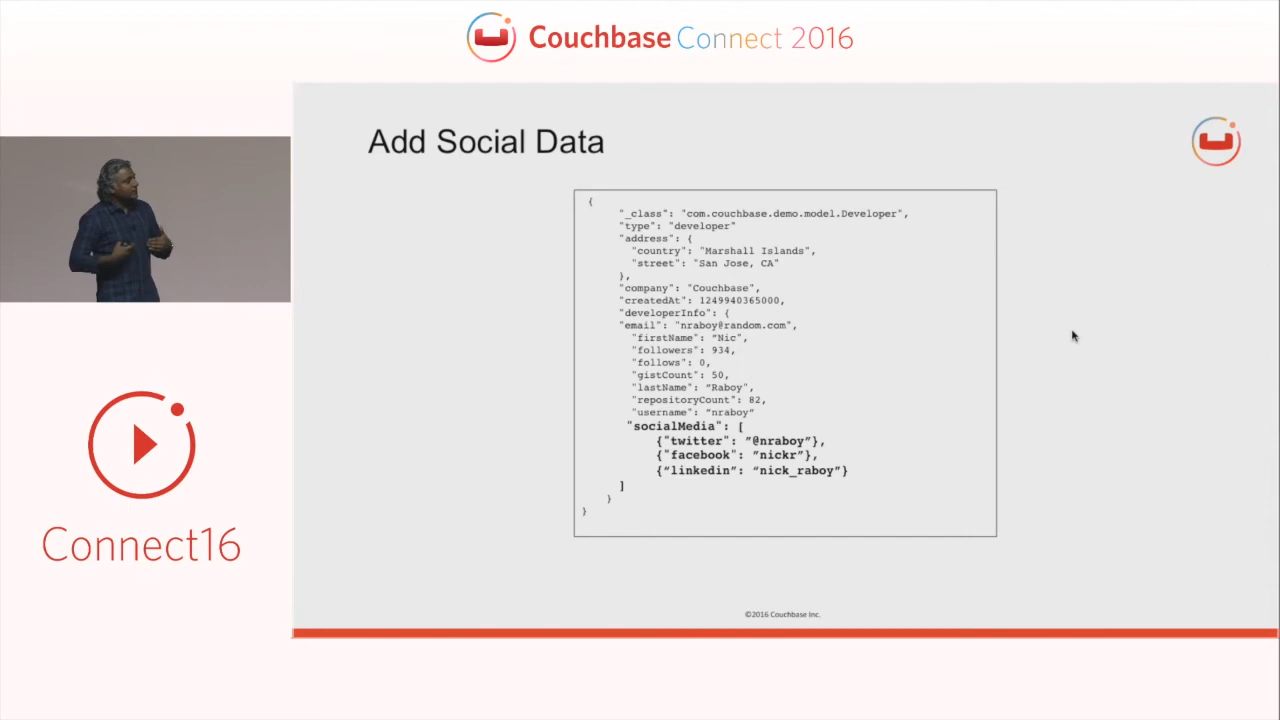 Couchbase Connect 2016
Add Social Data
{
"_class": "com.couchbase.demo.model.Developer",
"type": "developer"
"address": {
"country": "Marshall Islands",
"street": "San Jose, CA"
},
"company": "Couchbase",
"createdAt": 1249940365000,
"developerInfo": {
"email": "nraboy@random.com",
"firstName": “Nic",
"followers": 934,
"follows": 0,
"gistCount": 50,
"lastName": “Raboy",
"repositoryCount": 82,
"username": “nraboy”
"socialMedia": [
{"twitter": ”@nraboy”},
{"facebook": “nickr”},
{“linkedin”: “nick_raboy”}
]
}
}
Connect16
©2016 Couchbase Inc.